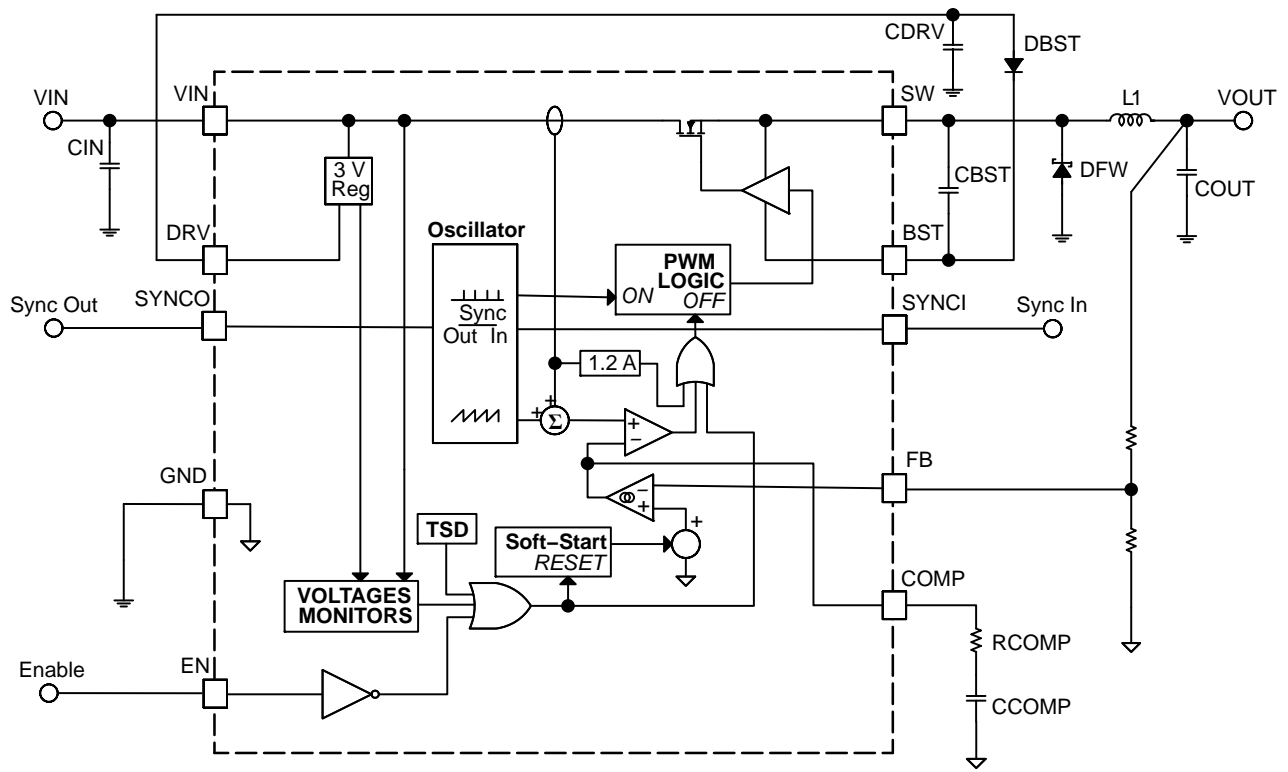 CDRV
DBST
VIN
VIN
SW
L1
VOUT
CIN
3 V
Reg
CBST
DFW
COUT
DRV
Oscillator
BST
PWM
LOGIC
ON
OFF
SYNCO
SYNCI
Sync Out
Sync
Out In
Sync In
1.2 A
+
+
Σ
+
−
FB
GND
−
+
+
TSD
Soft−Start
RESET
COMP
VOLTAGES
MONITORS
RCOMP
Enable
EN
CCOMP